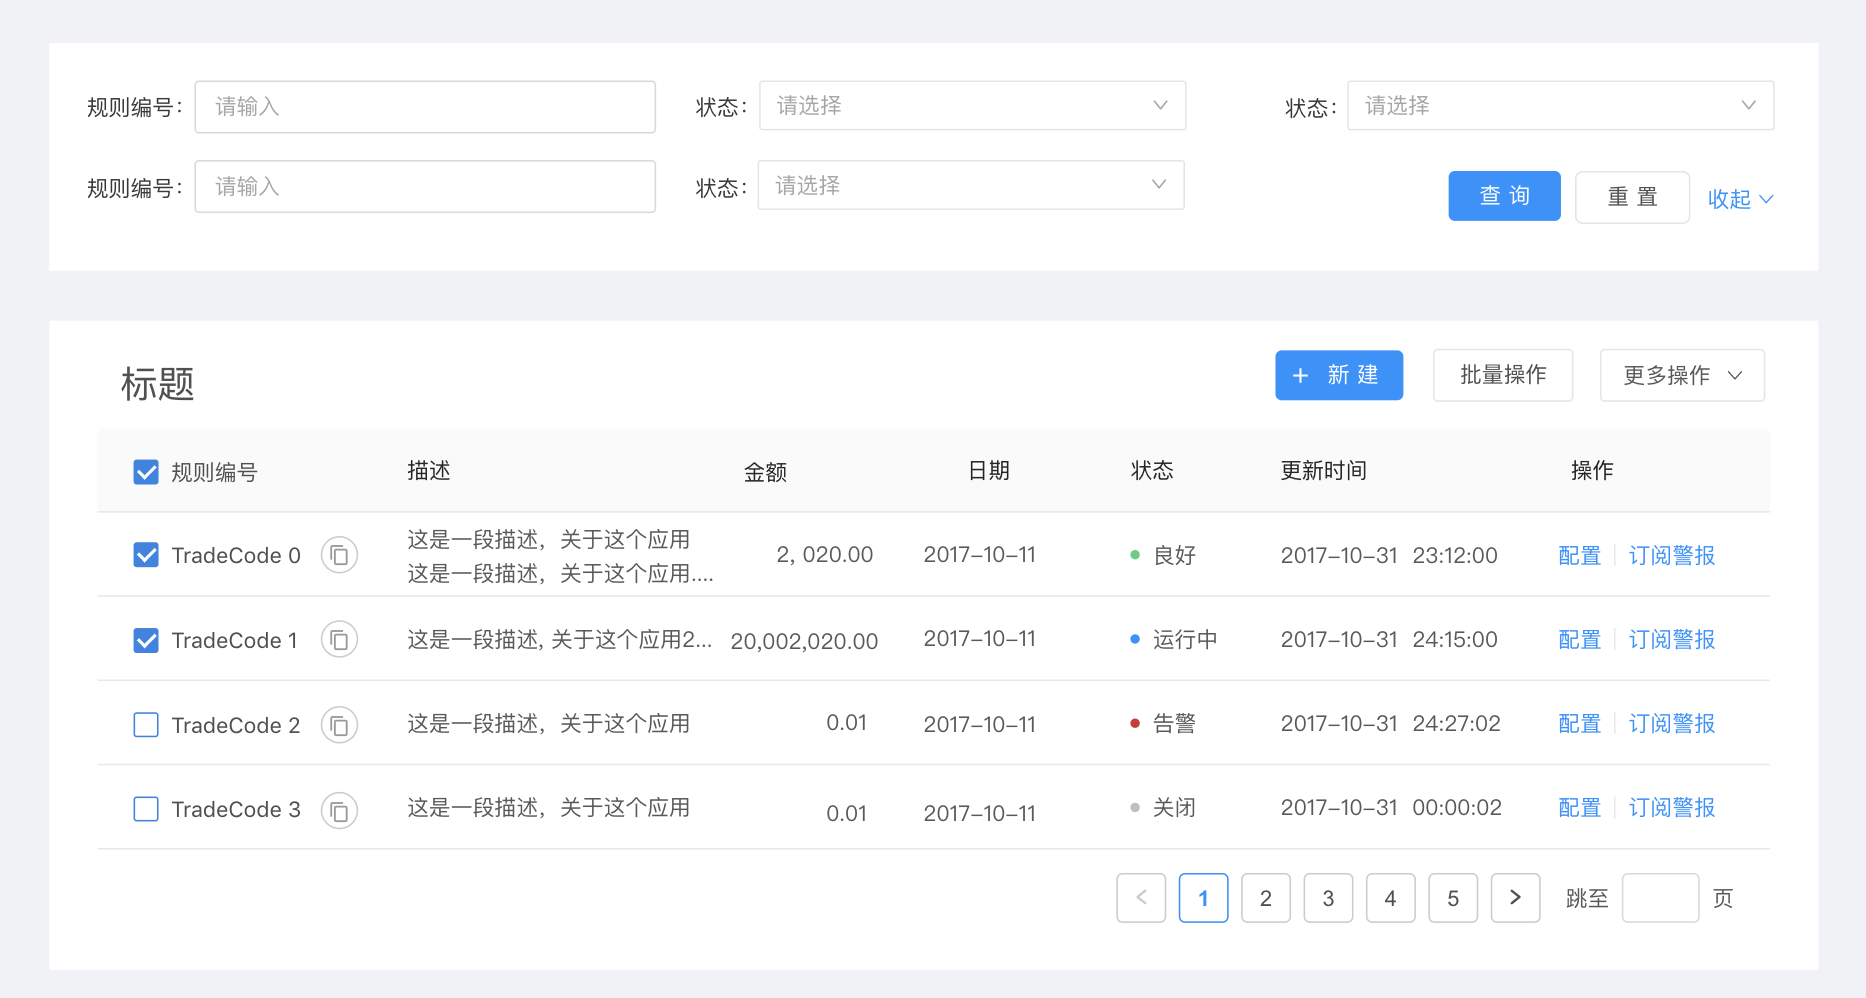 规则编号： 请输入 状态： 请选择 状态： 请选择
规则编号： 请输入 状态： 请选择 查 询 重 置 收起
标题 + 新 建 批量操作 更多操作
规则编号 描述 金额 日期 状态 更新时间 操作
TradeCode 0 这是一段描述，关于这个应用 2, 020.00 2017-10-11 良好 2017-10-31 23:12:00 配置 订阅警报
这是一段描述，关于这个应用....
TradeCode 1 这是一段描述, 关于这个应用2... 20,002,020.00 2017-10-11 运行中 2017-10-31 24:15:00 配置 订阅警报
TradeCode 2 这是一段描述，关于这个应用 0.01 2017-10-11 告警 2017-10-31 24:27:02 配置 订阅警报
TradeCode 3 这是一段描述，关于这个应用 0.01 2017-10-11 关闭 2017-10-31 00:00:02 配置 订阅警报
< 1 2 3 4 5 > 跳至 页